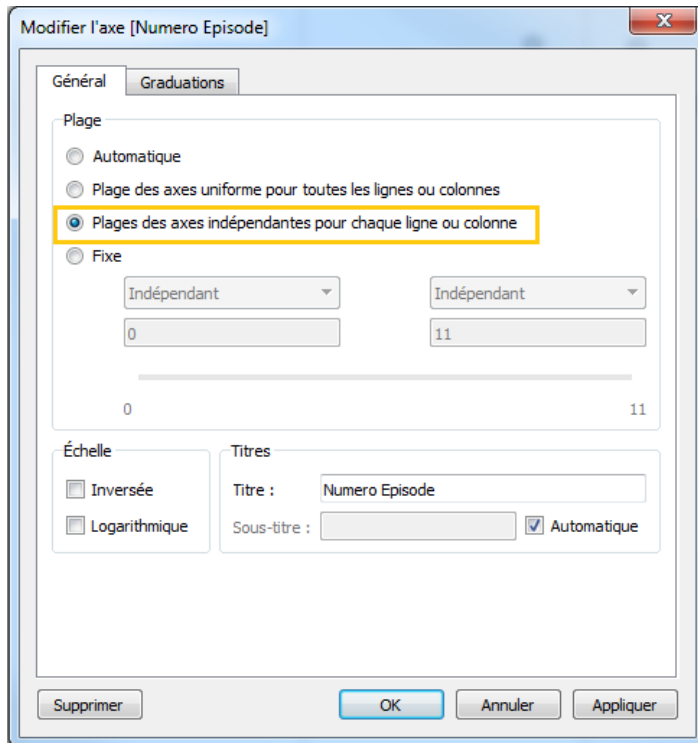 Modifier l'axe [Numero Episode]
x
Général Graduations
Plage
Automatique
Plage des axes uniforme pour toutes les lignes ou colonnes
Plages des axes indépendantes pour chaque ligne ou colonne
Fixe
Indépendant Indépendant
0 11
0 11
Échelle Titres
Inversée Titre : Numero Episode
Logarithmique Sous-titre : Automatique
Supprimer OK Annuler Appliquer